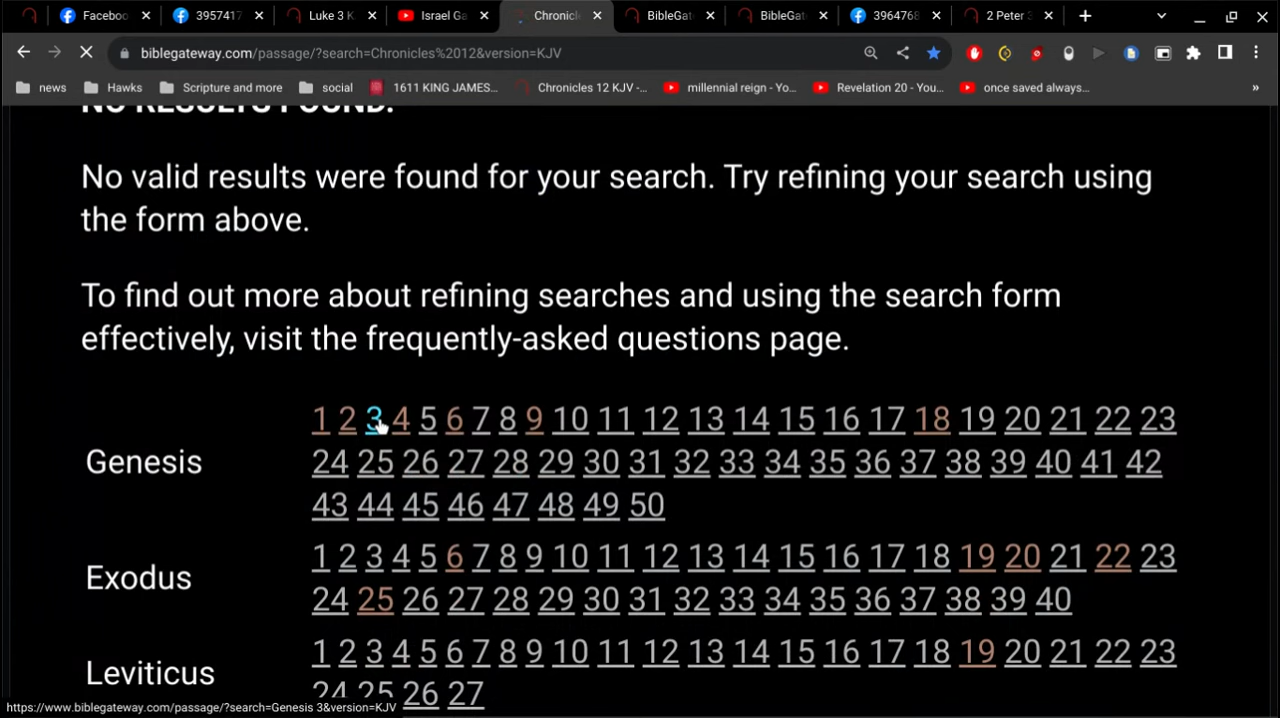 Faceboo
3957417
Luke 3 K
Israel Ga
Chronicle
BibleGat
BibleGat
3964768
2 Peter 3
biblegateway.com/passage/?search=Chronicles%2012&version=KJV
news Hawks Scripture and more social 1611 KING JAMES... Chronicles 12 KJV -... millennial reign - Yo... Revelation 20 - You... once saved always... »
NO RESULTS FOUND.
No valid results were found for your search. Try refining your search using
the form above.
To find out more about refining searches and using the search form
effectively, visit the frequently-asked questions page.
Genesis
1 2 3 4 5 6 7 8 9 10 11 12 13 14 15 16 17 18 19 20 21 22 23
24 25 26 27 28 29 30 31 32 33 34 35 36 37 38 39 40 41 42
43 44 45 46 47 48 49 50
Exodus
1 2 3 4 5 6 7 8 9 10 11 12 13 14 15 16 17 18 19 20 21 22 23
24 25 26 27 28 29 30 31 32 33 34 35 36 37 38 39 40
Leviticus
1 2 3 4 5 6 7 8 9 10 11 12 13 14 15 16 17 18 19 20 21 22 23
24 25 26 27
https://www.biblegateway.com/passage/?search=Genesis 3&version=KJV